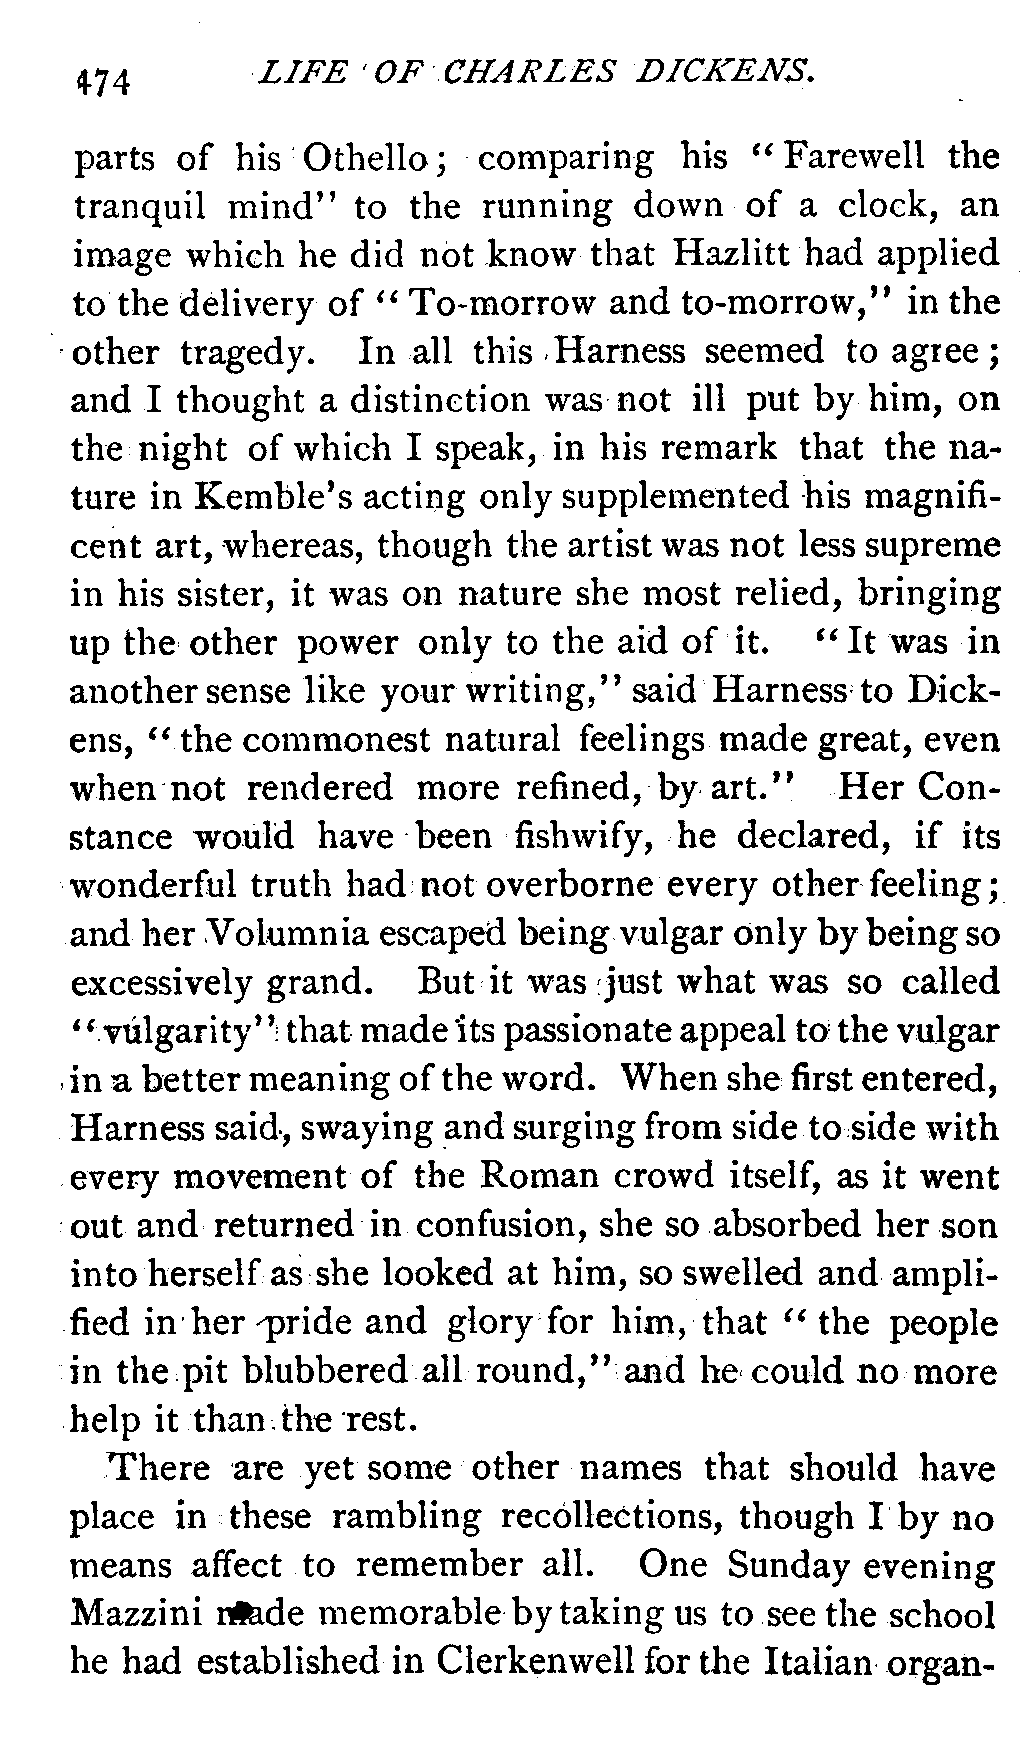 474 LIFE OF CHARLES DICKENS.
parts of his Othello; comparing his “Farewell the
tranquil mind” to the running down of a clock, an
image which he did not know that Hazlitt had applied
to the delivery of “To-morrow and to-morrow,” in the
other tragedy. In all this Harness seemed to agree;
and I thought a distinction was not ill put by him, on
the night of which I speak, in his remark that the na-
ture in Kemble’s acting only supplemented his magnifi-
cent art, whereas, though the artist was not less supreme
in his sister, it was on nature she most relied, bringing
up the other power only to the aid of it. “It was in
another sense like your writing,” said Harness to Dick-
ens, “the commonest natural feelings made great, even
when not rendered more refined, by art.” Her Con-
stance would have been fishwify, he declared, if its
wonderful truth had not overborne every other feeling;
and her Volumnia escaped being vulgar only by being so
excessively grand. But it was just what was so called
“vulgarity” that made its passionate appeal to the vulgar
in a better meaning of the word. When she first entered,
Harness said, swaying and surging from side to side with
every movement of the Roman crowd itself, as it went
out and returned in confusion, she so absorbed her son
into herself as she looked at him, so swelled and ampli-
fied in her pride and glory for him, that “the people
in the pit blubbered all round,” and he could no more
help it than the rest.
There are yet some other names that should have
place in these rambling recollections, though I by no
means affect to remember all. One Sunday evening
Mazzini made memorable by taking us to see the school
he had established in Clerkenwell for the Italian organ-